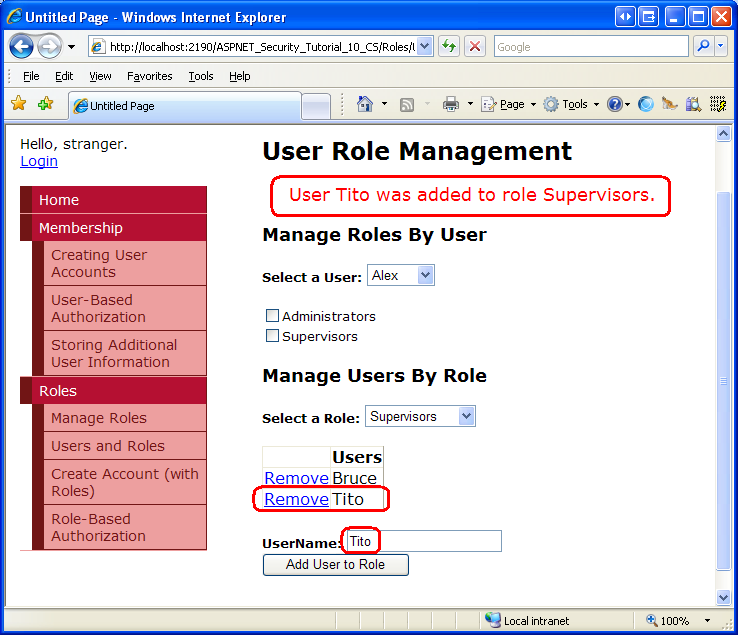 Untitled Page - Windows Internet Explorer
http://localhost:2190/ASPNET_Security_Tutorial_10_CS/Roles/
Google
File Edit View Favorites Tools Help
Untitled Page
Page Tools
Hello, stranger.
Login
Home
Membership
Creating User
Accounts
User-Based
Authorization
Storing Additional
User Information
Roles
Manage Roles
Users and Roles
Create Account (with
Roles)
Role-Based
Authorization
User Role Management
User Tito was added to role Supervisors.
Manage Roles By User
Select a User: Alex
Administrators
Supervisors
Manage Users By Role
Select a Role: Supervisors
Users
Remove Bruce
Remove Tito
UserName: Tito
Add User to Role
Local intranet
100%